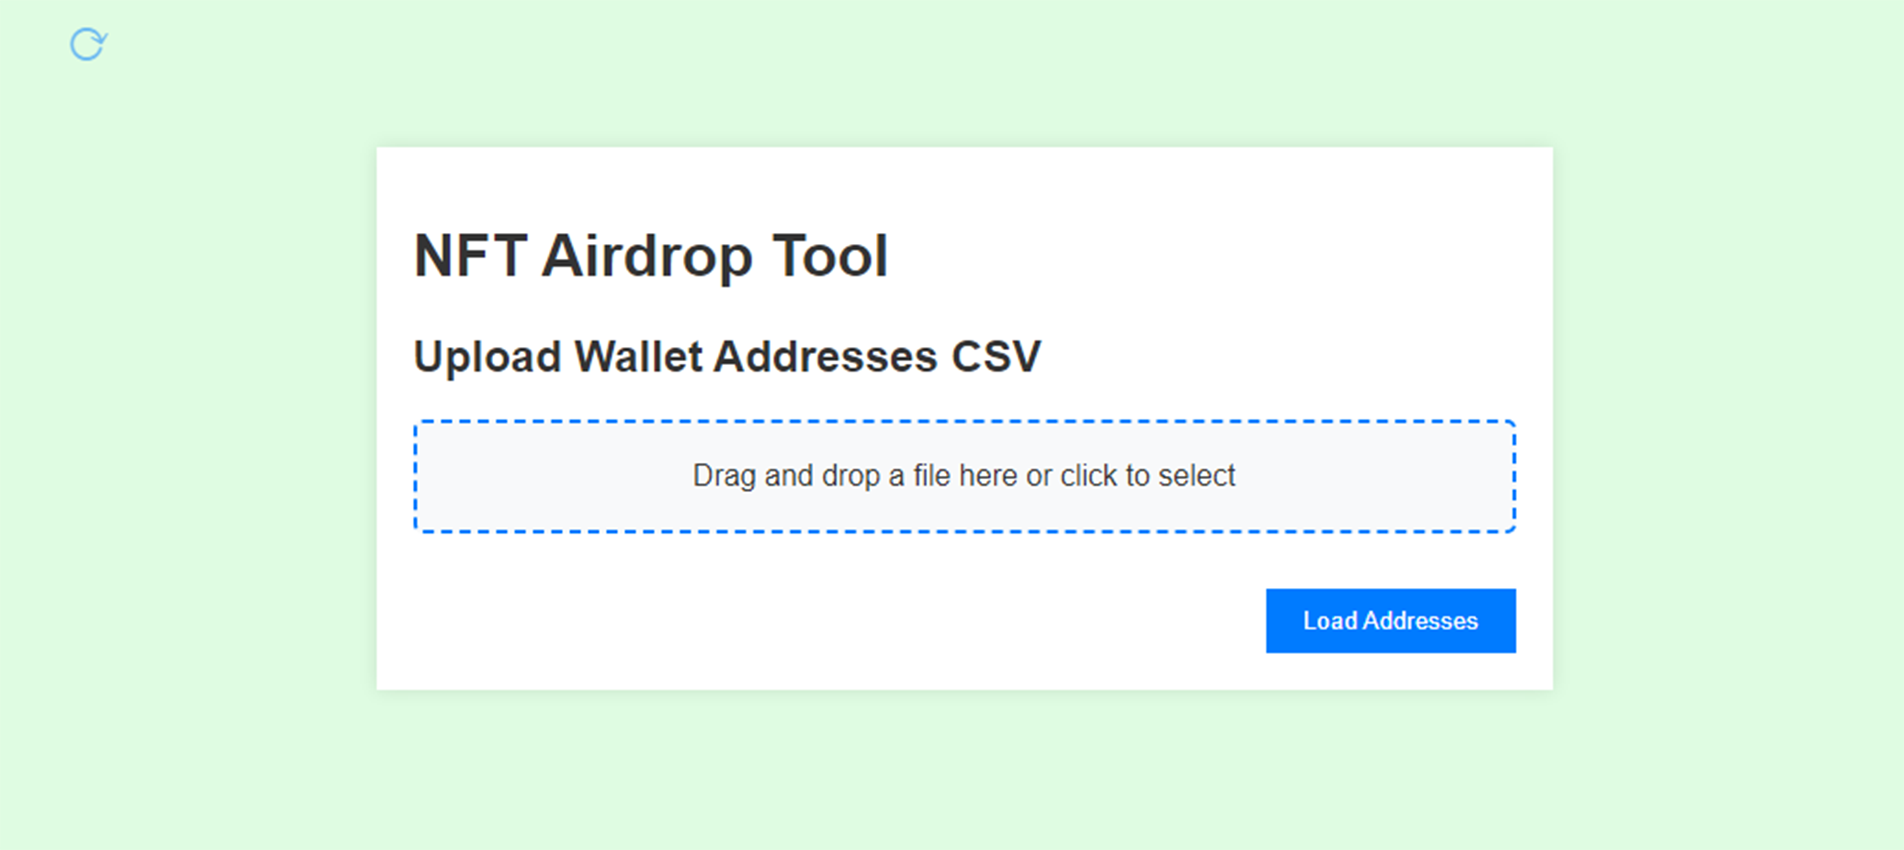 NFT Airdrop Tool
Upload Wallet Addresses CSV
Drag and drop a file here or click to select
Load Addresses